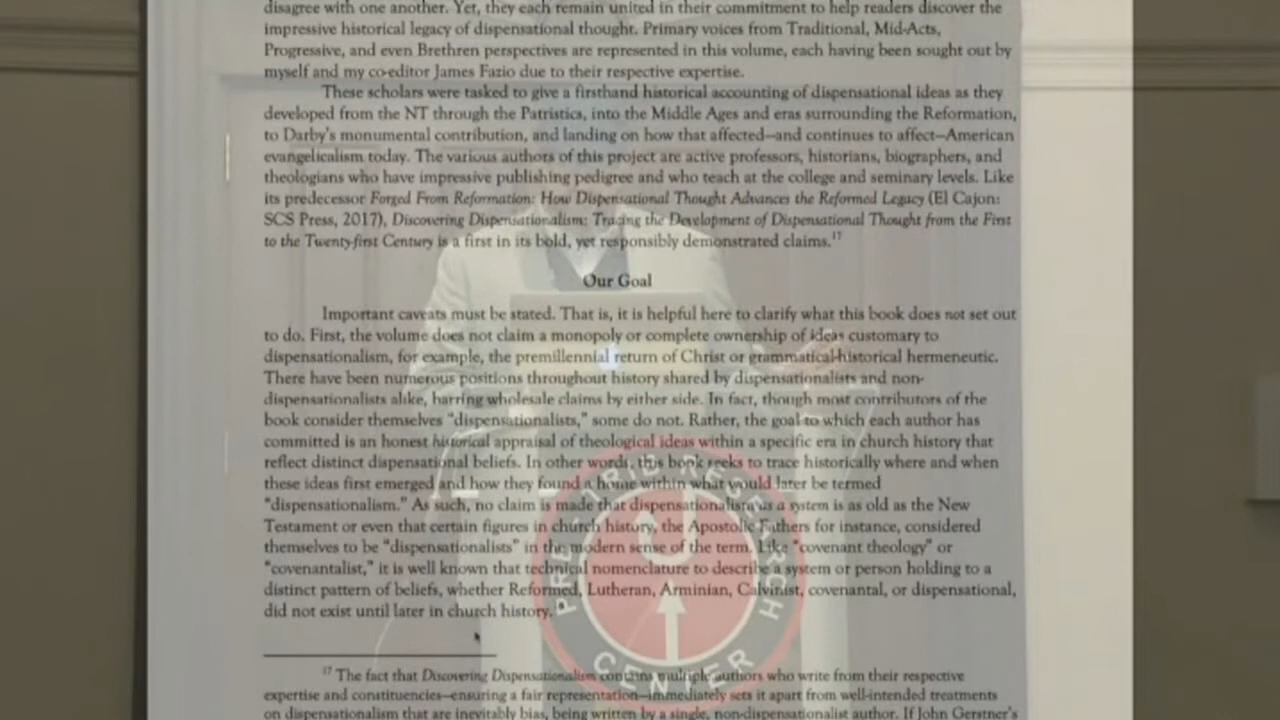 disagree with one another. Yet, they each remain united in their commitment to help readers discover the
impressive historical legacy of dispensational thought. Primary voices from Traditional, Mid-Acts,
Progressive, and even Brethren perspectives are represented in this volume, each having been sought out by
myself and my co-editor James Fazio due to their respective expertise.
These scholars were tasked to give a firsthand historical accounting of dispensational ideas as they
developed from the NT through the Patristics, into the Middle Ages and eras surrounding the Reformation,
to Darby's monumental contribution, and landing on how that affected—and continues to affect—American
evangelicalism today. The various authors of this project are active professors, historians, biographers, and
theologians who have impressive publishing pedigree and who teach at the college and seminary levels. Like
its predecessor Forged From Reformation: How Dispensational Thought Advances the Reformed Legacy (El Cajon:
SCS Press, 2017), Discovering Dispensationalism: Tracing the Development of Dispensational Thought from the First
to the Twenty-first Century is a first in its bold, yet responsibly demonstrated claims.17
Our Goal
Important caveats must be stated. That is, it is helpful here to clarify what this book does not set out
to do. First, the volume does not claim a monopoly or complete ownership of ideas customary to
dispensationalism, for example, the premillennial return of Christ or grammatical-historical hermeneutic.
There have been numerous positions throughout history shared by dispensationalists and non-
dispensationalists alike, barring wholesale claims by either side. In fact, though most contributors of the
book consider themselves "dispensationalists," some do not. Rather, the goal to which each author has
committed is an honest historical appraisal of theological ideas within a specific era in church history that
reflect distinct dispensational beliefs. In other words, this book seeks to trace historically where and when
these ideas first emerged and how they found a home within what would later be termed
"dispensationalism." As such, no claim is made that dispensationalism as a system is as old as the New
Testament or even that certain figures in church history, the Apostolic Fathers for instance, considered
themselves to be "dispensationalists" in the modern sense of the term. Like "covenant theology" or
"covenantalist," it is well known that technical nomenclature to describe a system or person holding to a
distinct pattern of beliefs, whether Reformed, Lutheran, Arminian, Calvinist, covenantal, or dispensational,
did not exist until later in church history.
17 The fact that Discovering Dispensationalism contains multiple authors who write from their respective
expertise and constituencies—ensuring a fair representation—immediately sets it apart from well-intended treatments
on dispensationalism that are inevitably bias, being written by a single, non-dispensationalist author. If John Gerstner's
PRE TRIB RESEARCH
CENTER